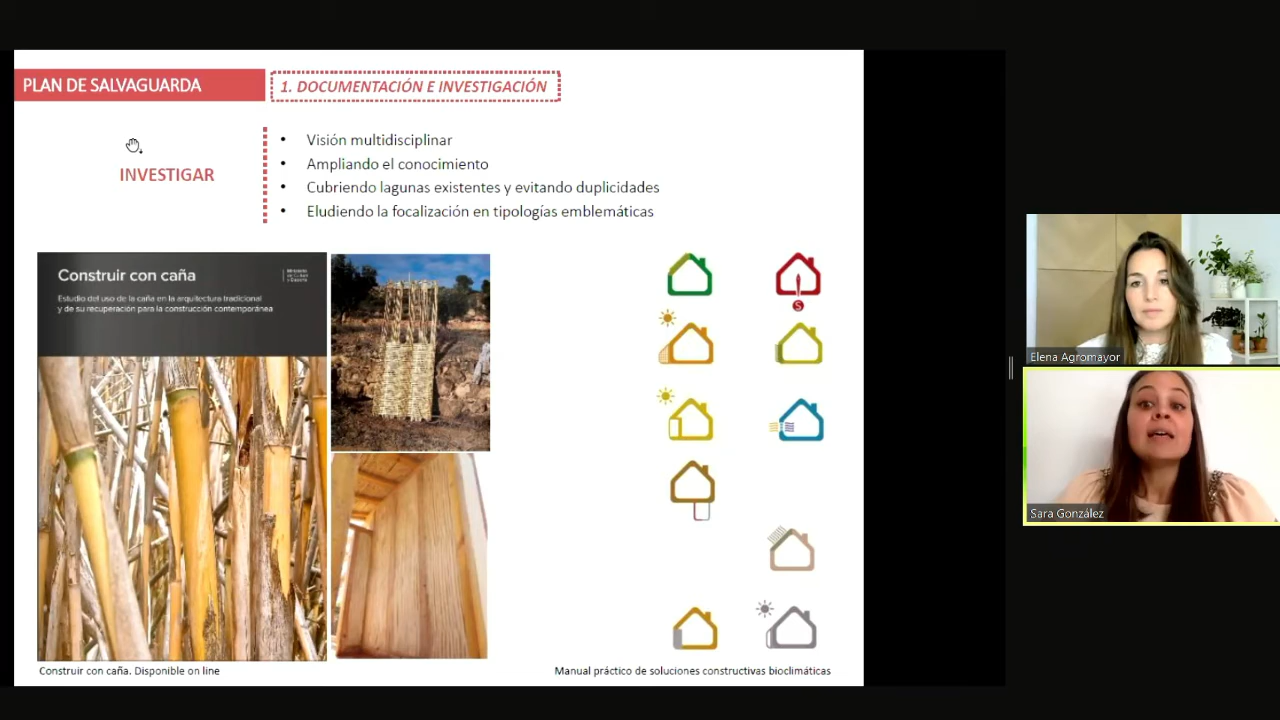 PLAN DE SALVAGUARDA
1. DOCUMENTACIÓN E INVESTIGACIÓN
INVESTIGAR
• Visión multidisciplinar
• Ampliando el conocimiento
• Cubriendo lagunas existentes y evitando duplicidades
• Eludiendo la focalización en tipologías emblemáticas
Construir con caña
Estudio del uso de la caña en la arquitectura tradicional
y de su recuperación para la construcción contemporánea
S
Construir con caña. Disponible on line
Manual práctico de soluciones constructivas bioclimáticas
Elena Agromayor
Sara González